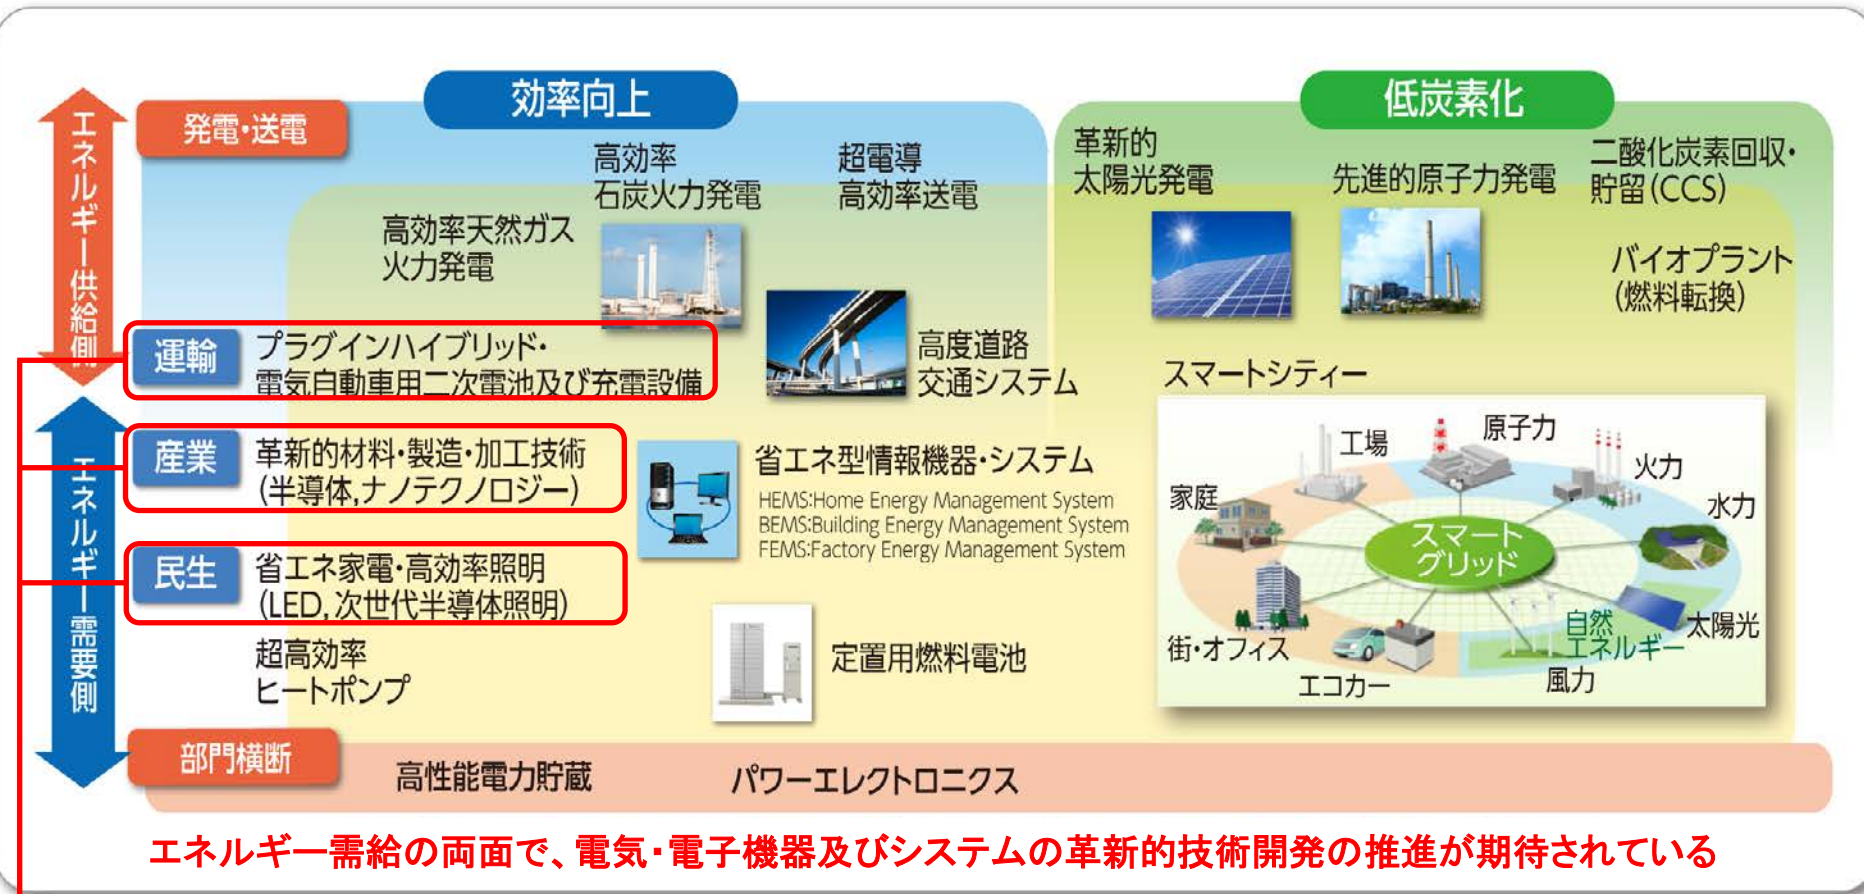 効率向上
低炭素化
エネルギー供給側
発電・送電
高効率
石炭火力発電
超電導
高効率送電
高効率天然ガス
火力発電
革新的
太陽光発電
先進的原子力発電
二酸化炭素回収・
貯留(CCS)
バイオプラント
(燃料転換)
運輸
プラグインハイブリッド・
電気自動車用二次電池及び充電設備
高度道路
交通システム
エネルギー需要側
産業
革新的材料・製造・加工技術
(半導体,ナノテクノロジー)
省エネ型情報機器・システム
HEMS:Home Energy Management System
BEMS:Building Energy Management System
FEMS:Factory Energy Management System
民生
省エネ家電・高効率照明
(LED,次世代半導体照明)
超高効率
ヒートポンプ
定置用燃料電池
スマートシティー
工場
原子力
火力
家庭
水力
スマート
グリッド
自然
エネルギー
太陽光
街・オフィス
エコカー
風力
部門横断
高性能電力貯蔵
パワーエレクトロニクス
エネルギー需給の両面で、電気・電子機器及びシステムの革新的技術開発の推進が期待されている